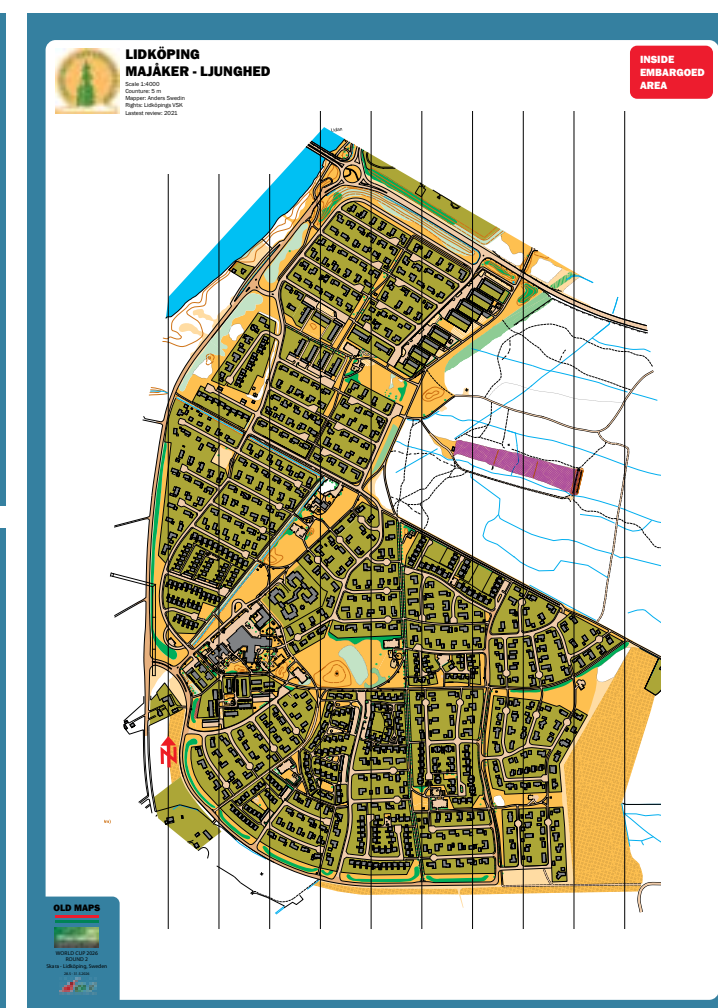 LIDKÖPING
MAJÅKER - LJUNGHED
Scale 1:4000
Counture: 5 m
Mapper: Anders Swedin
Rights: Lidköpings VSK
Lastest review: 2021
INSIDE
EMBARGOED
AREA
N
OLD MAPS
WORLD CUP 2026
ROUND 2
Skara - Lidköping, Sweden